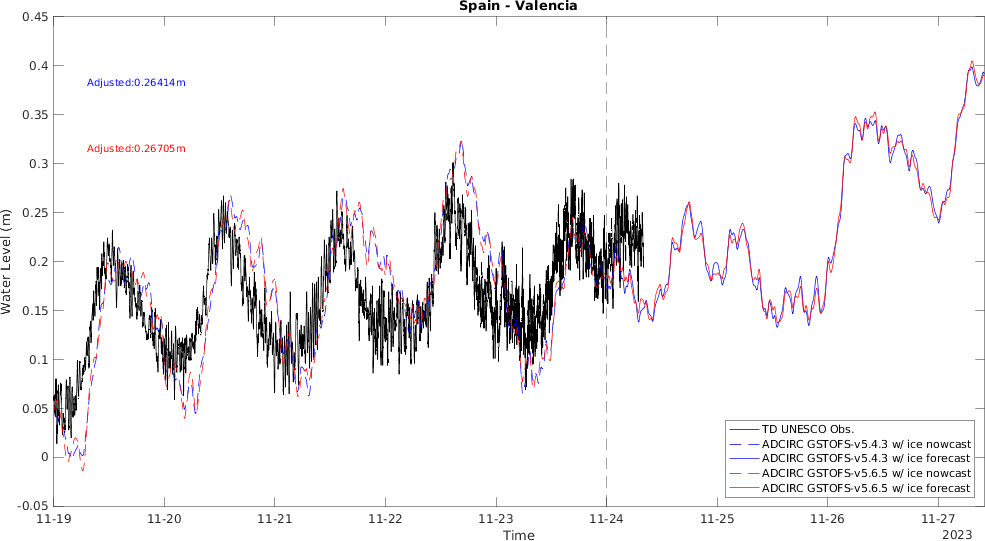 Spain - Valencia
0.45
0.4
0.35
0.3
0.25
0.2
0.15
0.1
0.05
0
-0.05
Water Level (m)
Adjusted:0.26414m
Adjusted:0.26705m
TD UNESCO Obs.
ADCIRC GSTOFS-v5.4.3 w/ ice nowcast
ADCIRC GSTOFS-v5.4.3 w/ ice forecast
ADCIRC GSTOFS-v5.6.5 w/ ice nowcast
ADCIRC GSTOFS-v5.6.5 w/ ice forecast
11-19 11-20 11-21 11-22 11-23 11-24 11-25 11-26 11-27
Time
2023